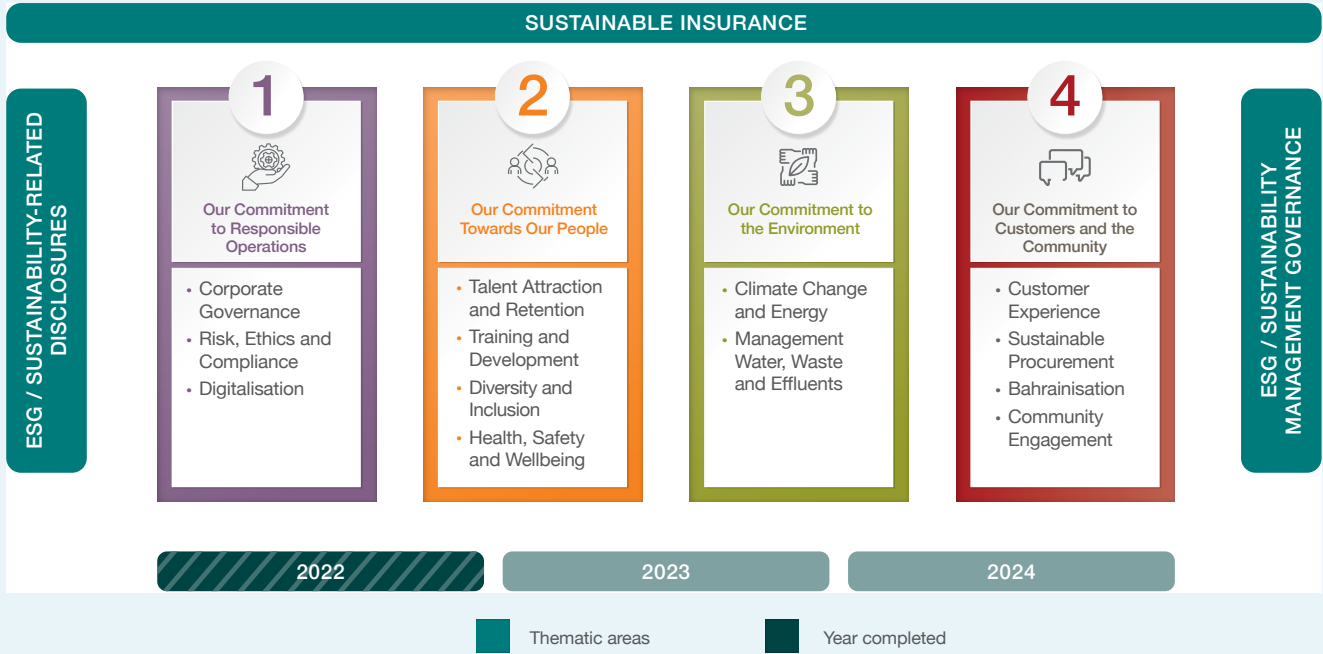 SUSTAINABLE INSURANCE
ESG / SUSTAINABILITY-RELATED
DISCLOSURES
1
Our Commitment
to Responsible
Operations
• Corporate
Governance
• Risk, Ethics and
Compliance
• Digitalisation
2
Our Commitment
Towards Our People
• Talent Attraction
and Retention
• Training and
Development
• Diversity and
Inclusion
• Health, Safety
and Wellbeing
3
Our Commitment to
the Environment
• Climate Change
and Energy
• Management
Water, Waste
and Effluents
4
Our Commitment to
Customers and the
Community
• Customer
Experience
• Sustainable
Procurement
• Bahrainisation
• Community
Engagement
ESG / SUSTAINABILITY
MANAGEMENT GOVERNANCE
2022
2023
2024
Thematic areas
Year completed